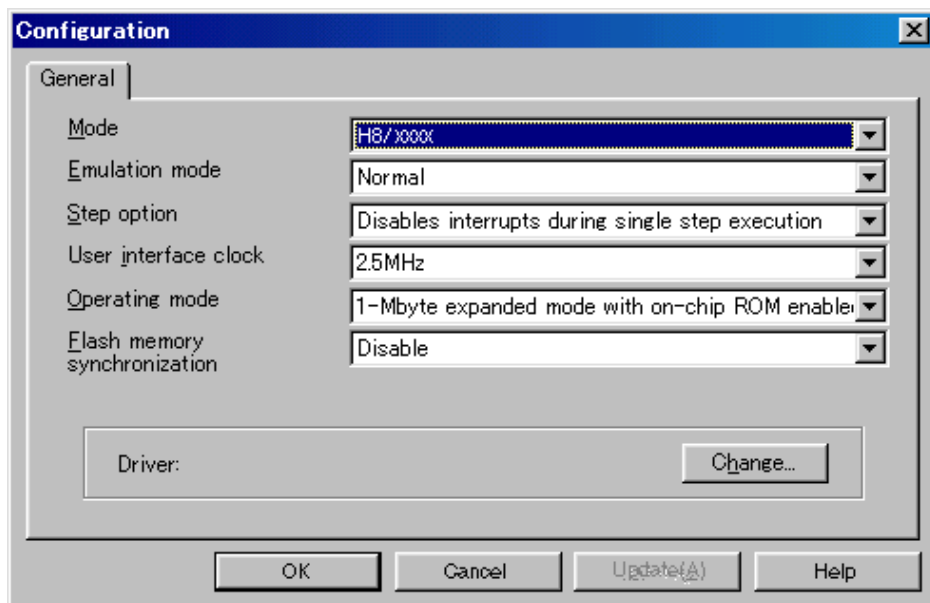 Configuration
General
Mode
H8/xxxx
Emulation mode
Normal
Step option
Disables interrupts during single step execution
User interface clock
2.5MHz
Operating mode
1-Mbyte expanded mode with on-chip ROM enable
Flash memory
synchronization
Disable
Driver:
Change...
OK
Cancel
Update(A)
Help